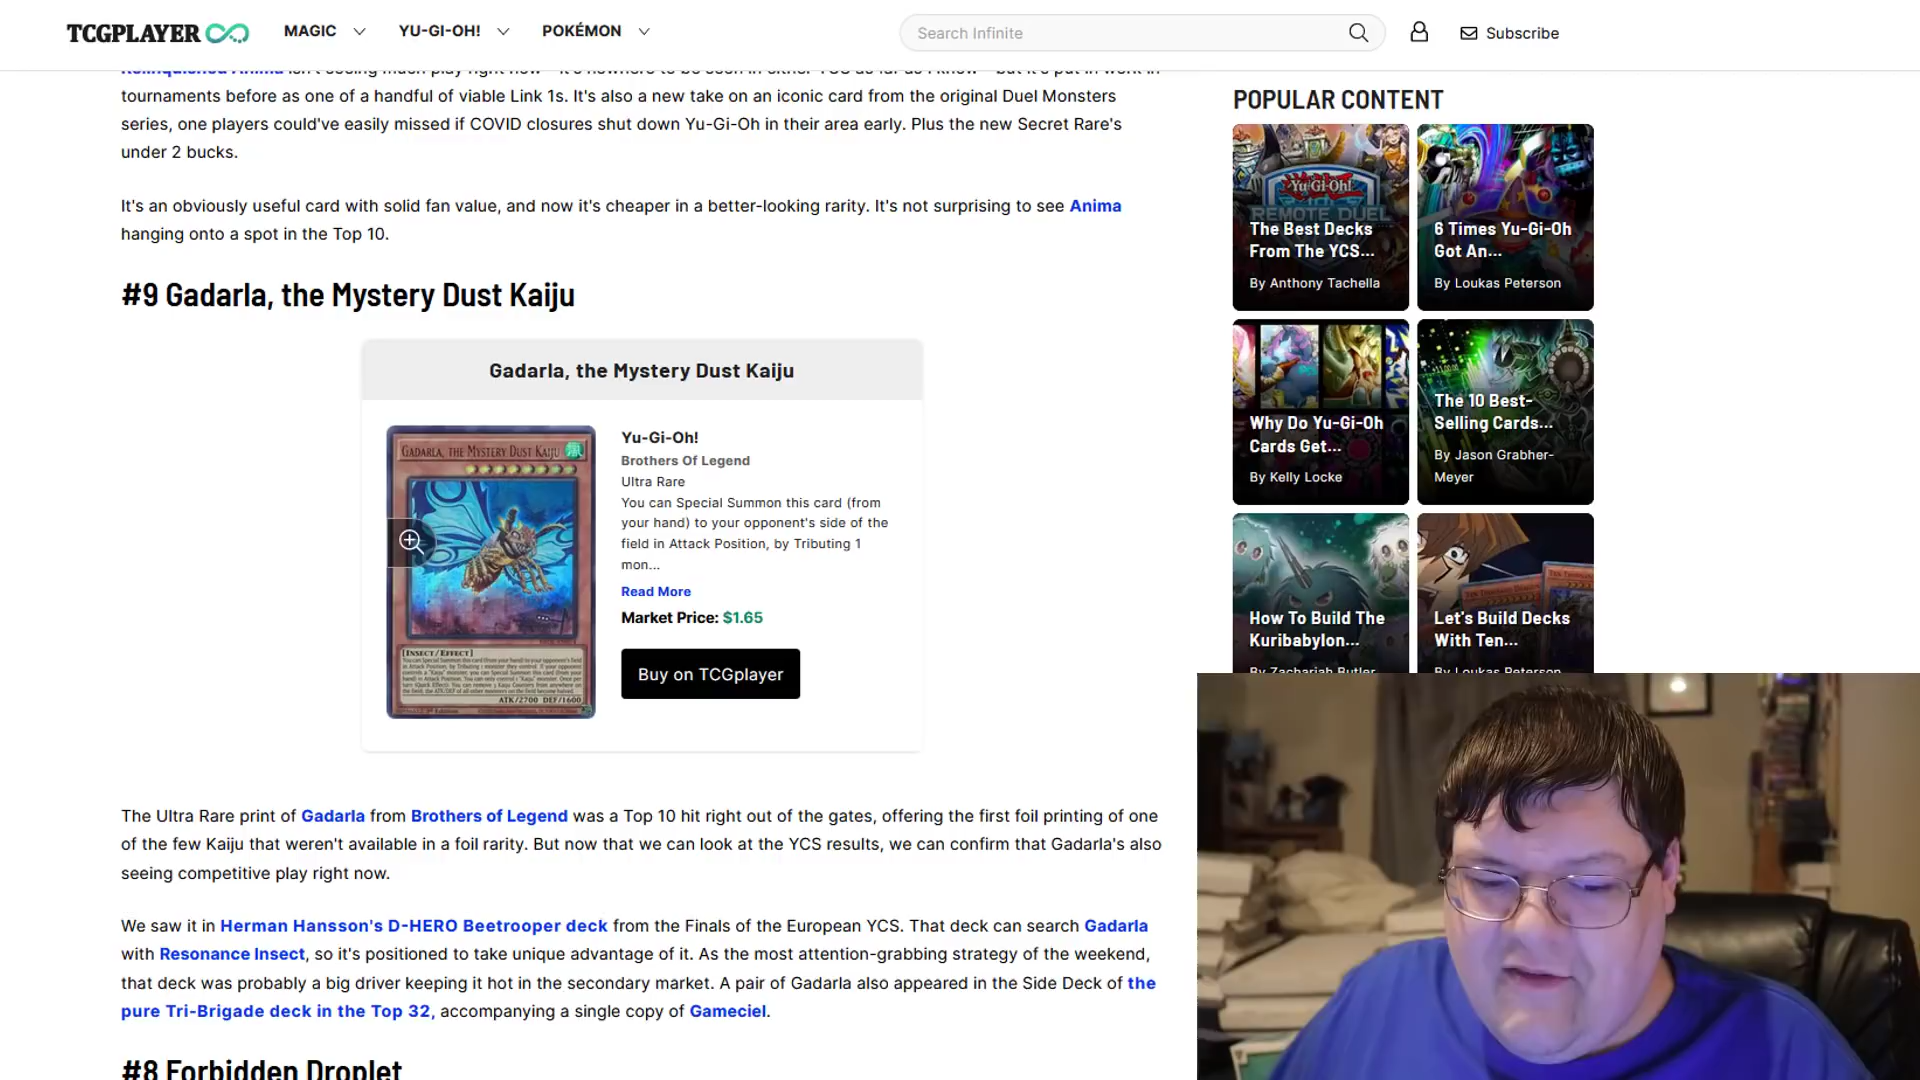 TCGPLAYER
MAGIC
YU-GI-OH!
POKÉMON
Search Infinite
Subscribe
Relinquished Anima isn't seeing much play right now – it's nowhere to be seen in either YCS as far as I know – but it's put in work in
tournaments before as one of a handful of viable Link 1s. It's also a new take on an iconic card from the original Duel Monsters
series, one players could've easily missed if COVID closures shut down Yu-Gi-Oh in their area early. Plus the new Secret Rare's
under 2 bucks.
It's an obviously useful card with solid fan value, and now it's cheaper in a better-looking rarity. It's not surprising to see Anima
hanging onto a spot in the Top 10.
#9 Gadarla, the Mystery Dust Kaiju
Gadarla, the Mystery Dust Kaiju
GADARLA, THE MYSTERY DUST KAIJU
[INSECT/EFFECT]
ATK/2700 DEF/1600
Yu-Gi-Oh!
Brothers Of Legend
Ultra Rare
You can Special Summon this card (from
your hand) to your opponent's side of the
field in Attack Position, by Tributing 1
mon...
Read More
Market Price: $1.65
Buy on TCGplayer
The Ultra Rare print of Gadarla from Brothers of Legend was a Top 10 hit right out of the gates, offering the first foil printing of one
of the few Kaiju that weren't available in a foil rarity. But now that we can look at the YCS results, we can confirm that Gadarla's also
seeing competitive play right now.
We saw it in Herman Hansson's D-HERO Beetrooper deck from the Finals of the European YCS. That deck can search Gadarla
with Resonance Insect, so it's positioned to take unique advantage of it. As the most attention-grabbing strategy of the weekend,
that deck was probably a big driver keeping it hot in the secondary market. A pair of Gadarla also appeared in the Side Deck of the
pure Tri-Brigade deck in the Top 32, accompanying a single copy of Gameciel.
#8 Forbidden Droplet
POPULAR CONTENT
Yu-Gi-Oh!
REMOTE DUEL
The Best Decks
From The YCS...
By Anthony Tachella
6 Times Yu-Gi-Oh
Got An...
By Loukas Peterson
Why Do Yu-Gi-Oh
Cards Get...
By Kelly Locke
The 10 Best-
Selling Cards...
By Jason Grabher-
Meyer
How To Build The
Kuribabylon...
By Zachariah Butler
Let's Build Decks
With Ten...
By Loukas Peterson